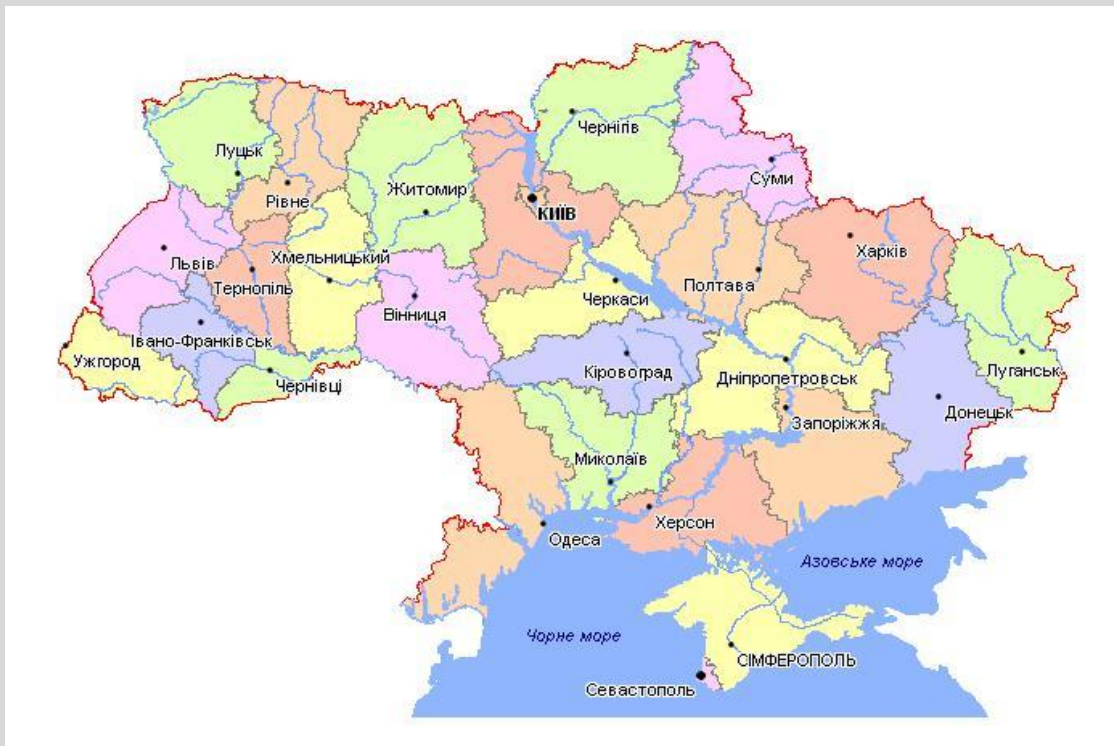 Чернігів
Луцьк
Суми
Житомир
Рівне
КИЇВ
Львів
Хмельницький
Харків
Тернопіль
Полтава
Черкаси
Вінниця
Івано-Франківськ
Ужгород
Чернівці
Кіровоград
Дніпропетровськ
Луганськ
Донецьк
Запоріжжя
Миколаїв
Херсон
Одеса
Азовське море
Чорне море
СІМФЕРОПОЛЬ
Севастополь